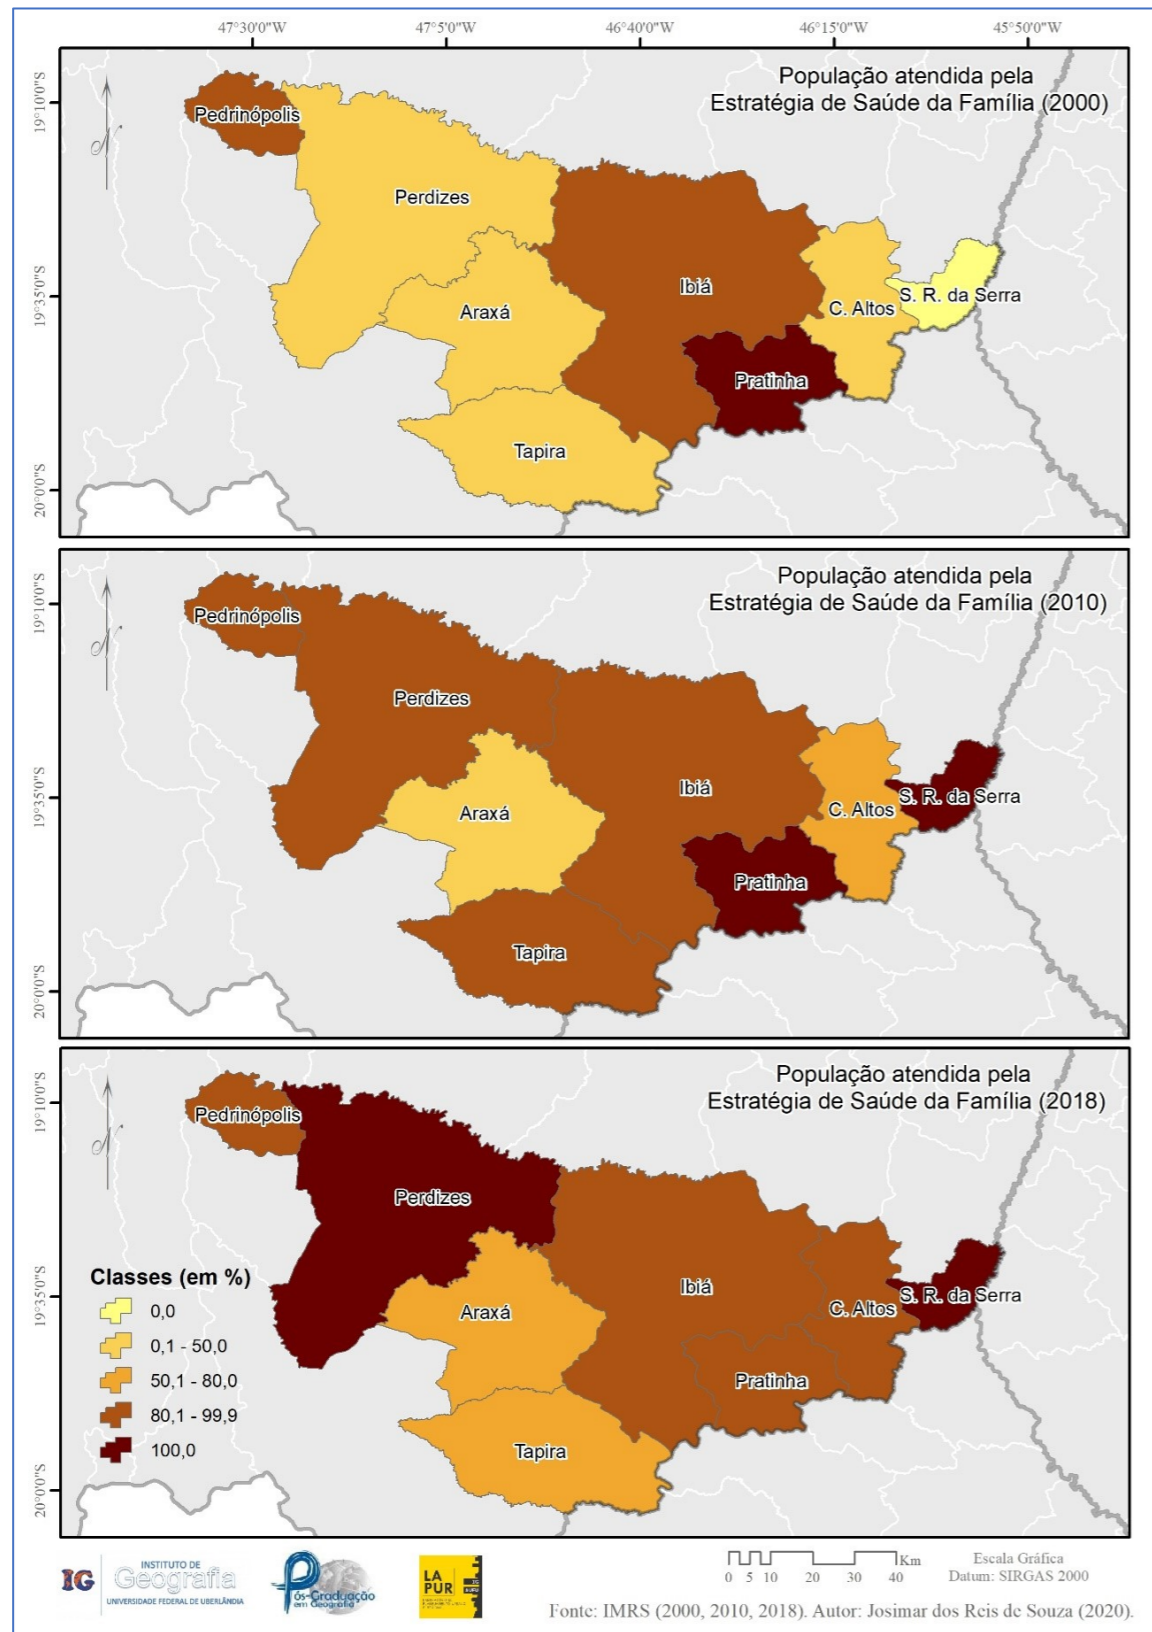 47°30'0"W 47°5'0"W 46°40'0"W 46°15'0"W 45°50'0"W
População atendida pela
Estratégia de Saúde da Família (2000)
19°10'0"S
19°35'0"S
20°0'0"S
N
Pedrinópolis
Perdizes
Ibiá
S. R. da Serra
C. Altos
Araxá
Pratinha
Tapira
População atendida pela
Estratégia de Saúde da Família (2010)
19°10'0"S
19°35'0"S
20°0'0"S
N
Pedrinópolis
Perdizes
Ibiá
S. R. da Serra
C. Altos
Araxá
Pratinha
Tapira
População atendida pela
Estratégia de Saúde da Família (2018)
19°10'0"S
19°35'0"S
20°0'0"S
N
Pedrinópolis
Perdizes
Ibiá
S. R. da Serra
C. Altos
Araxá
Pratinha
Tapira
Classes (em %)
0,0
0,1 - 50,0
50,1 - 80,0
80,1 - 99,9
100,0
IG
INSTITUTO DE
Geografia
UNIVERSIDADE FEDERAL DE UBERLÂNDIA
Pós-Graduação
em Geografia
LA
PUR
Km
0 5 10 20 30 40
Escala Gráfica
Datum: SIRGAS 2000
Fonte: IMRS (2000, 2010, 2018). Autor: Josimar dos Reis de Souza (2020).